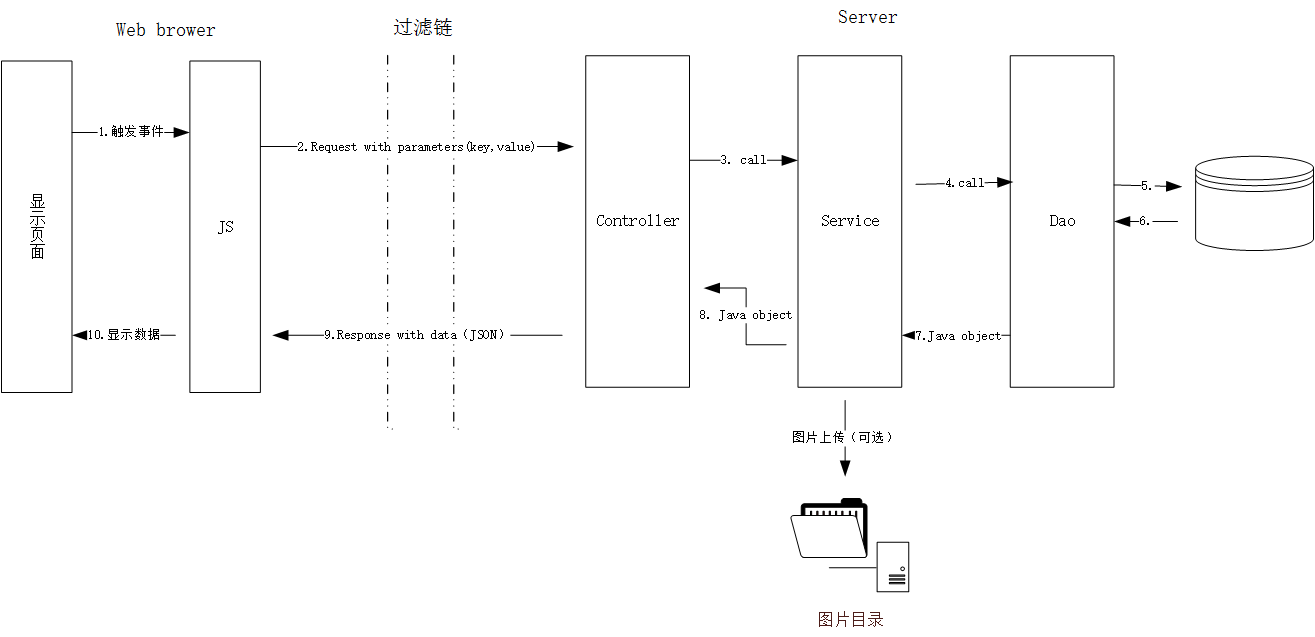 Web brower
过滤链
Server
1.触发事件
2.Request with parameters(key,value)
3. call
4.call
5.
6.
显示页面
JS
Controller
Service
Dao
8. Java object
10.显示数据
9.Response with data（JSON）
7.Java object
图片上传（可选）
图片目录